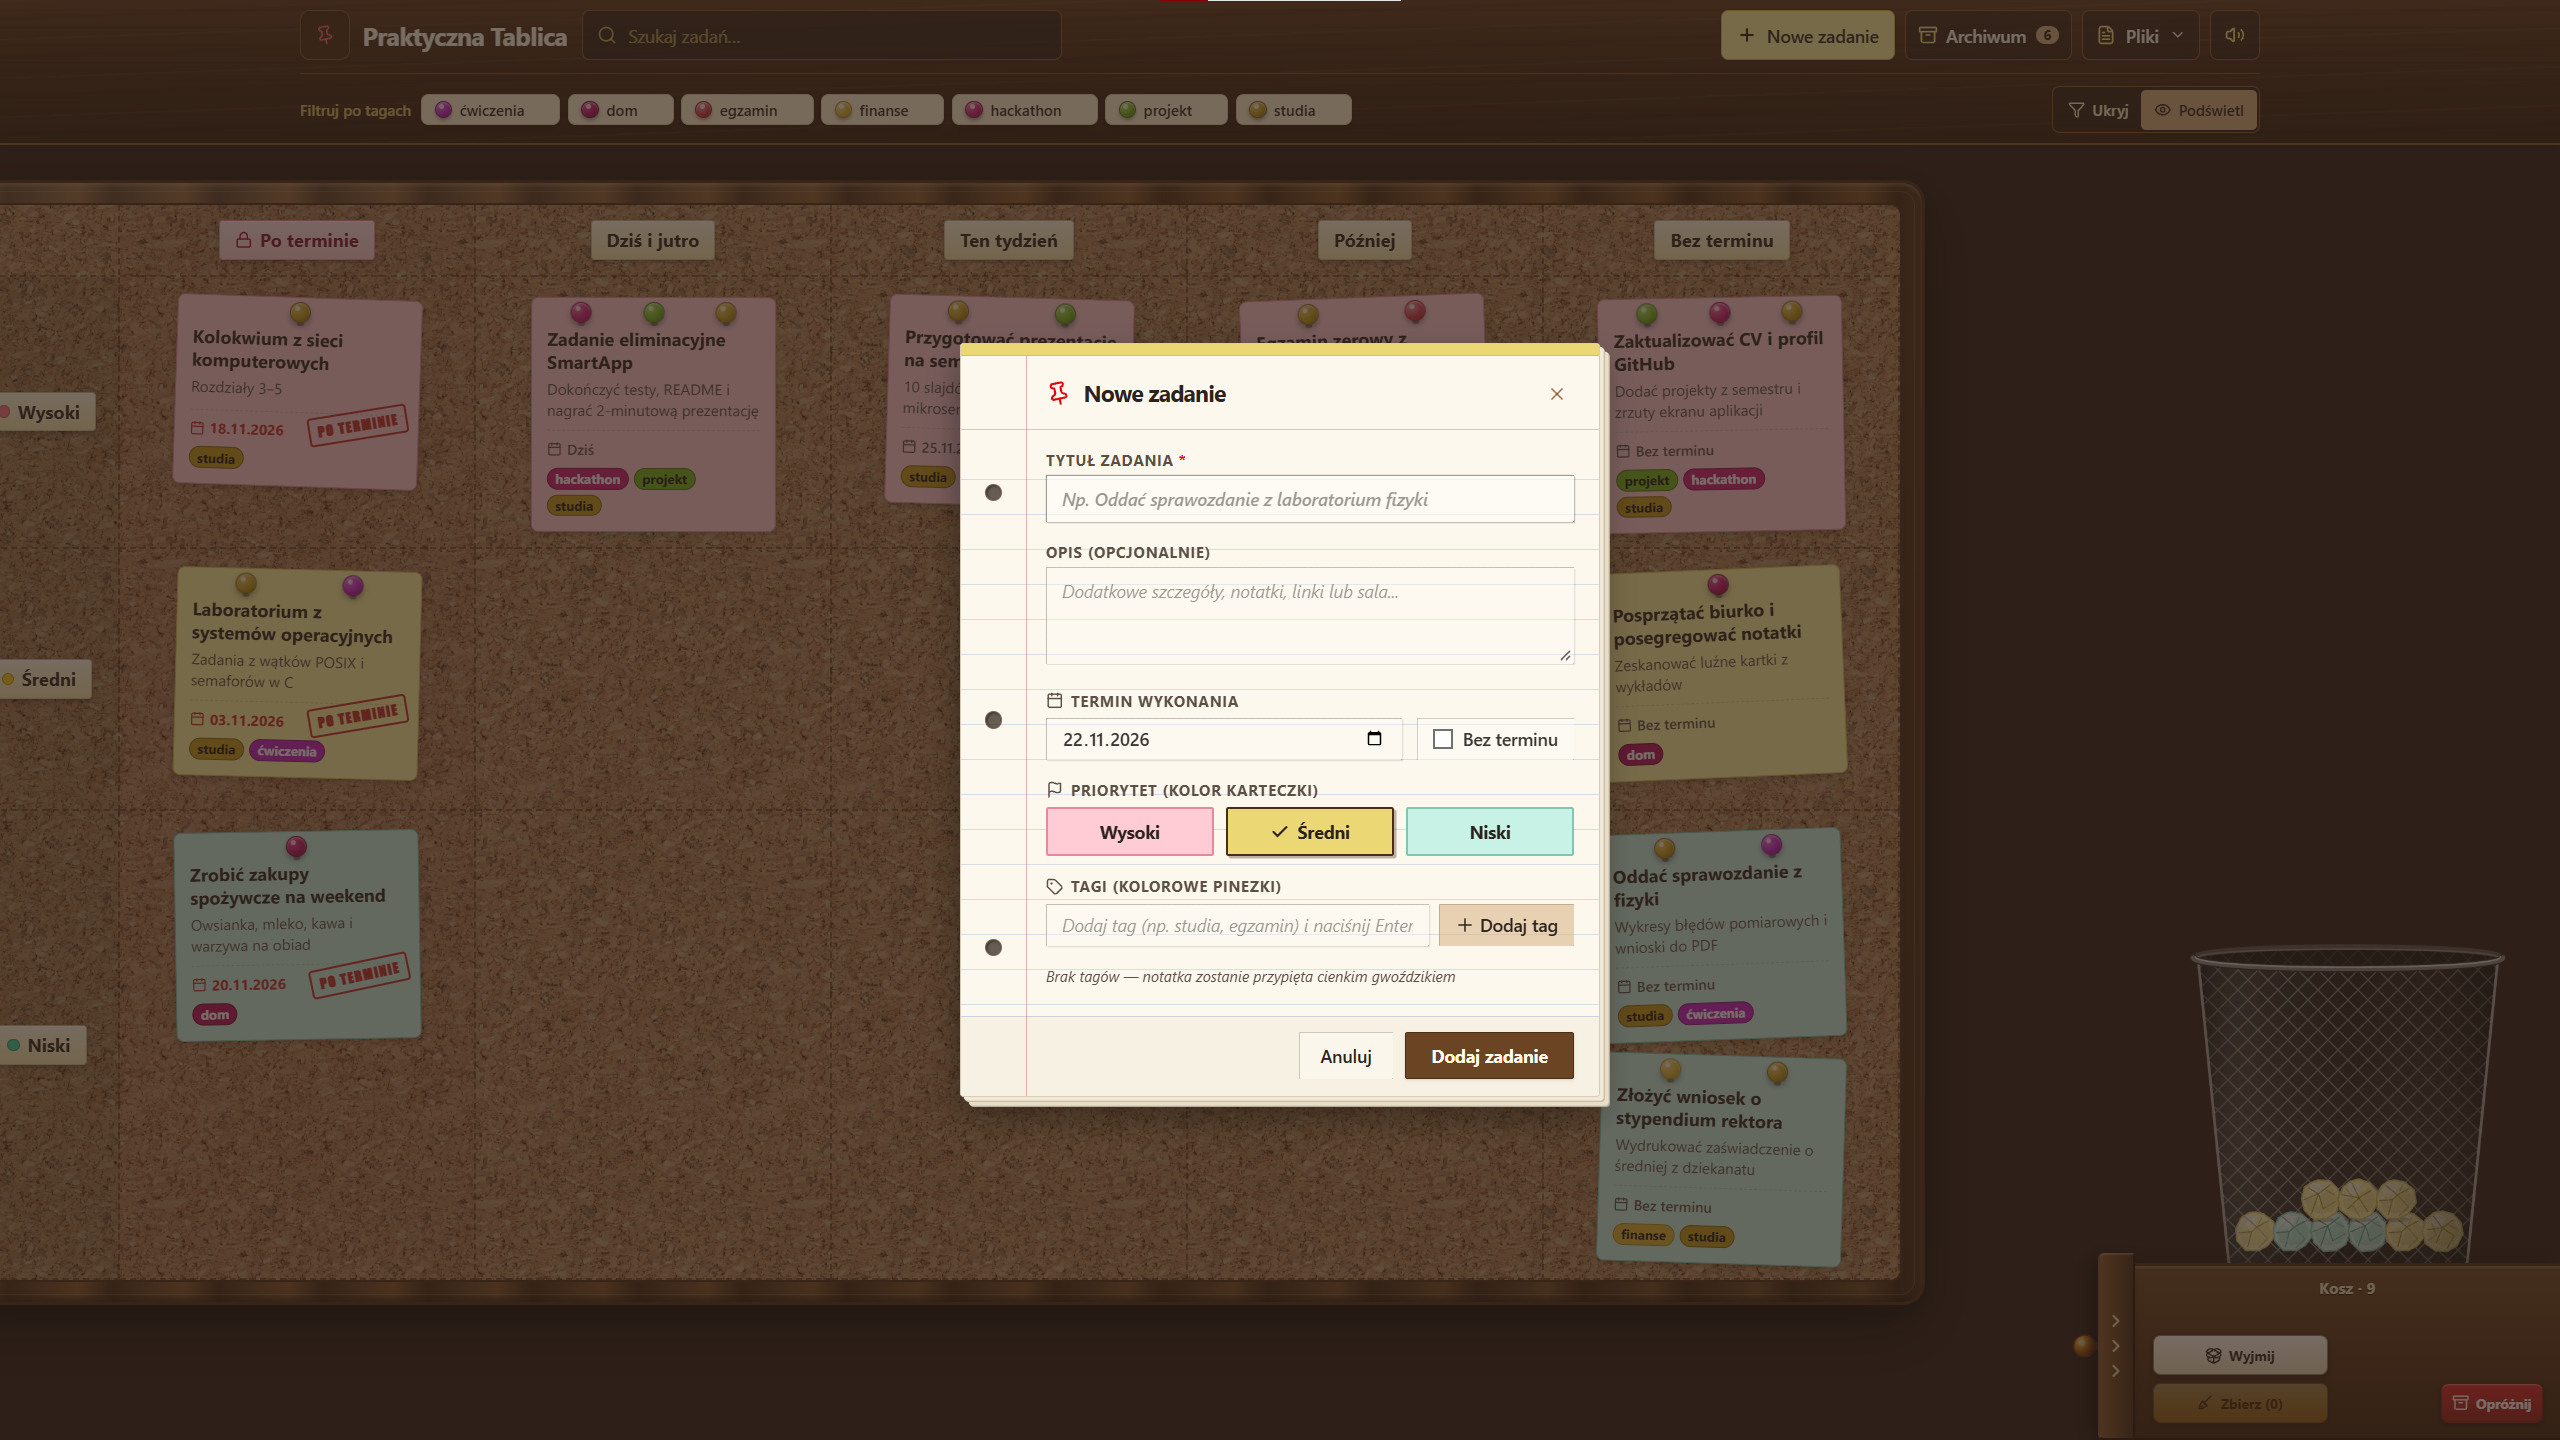 Praktyczna Tablica
Szukaj zadań...
Nowe zadanie
Archiwum 6
Pliki
Filtruj po tagach
ćwiczenia
dom
egzamin
finanse
hackathon
projekt
studia
Ukryj
Podświetl
Po terminie
Dziś i jutro
Ten tydzień
Później
Bez terminu
Wysoki
Kolokwium z sieci
komputerowych
Rozdziały 3–5
18.11.2026
PO TERMINIE
studia
Zadanie eliminacyjne
SmartApp
Dokończyć testy, README i
nagrać 2-minutową prezentację
Dziś
hackathon
projekt
studia
Przygotować prezentację
na sem
10 slajdó
mikroser
25.11.2
studia
Egzamin zerowy z
Zaktualizować CV i profil
GitHub
Dodać projekty z semestru i
zrzuty ekranu aplikacji
Bez terminu
projekt
hackathon
studia
Średni
Laboratorium z
systemów operacyjnych
Zadania z wątków POSIX i
semaforów w C
03.11.2026
PO TERMINIE
studia
ćwiczenia
Posprzątać biurko i
posegregować notatki
Zeskanować luźne kartki z
wykładów
Bez terminu
dom
Niski
Zrobić zakupy
spożywcze na weekend
Owsianka, mleko, kawa i
warzywa na obiad
20.11.2026
PO TERMINIE
dom
Oddać sprawozdanie z
fizyki
Wykresy błędów pomiarowych i
wnioski do PDF
Bez terminu
studia
ćwiczenia
Złożyć wniosek o
stypendium rektora
Wydrukować zaświadczenie o
średniej z dziekanatu
Bez terminu
finanse
studia
Nowe zadanie
TYTUŁ ZADANIA *
Np. Oddać sprawozdanie z laboratorium fizyki
OPIS (OPCJONALNIE)
Dodatkowe szczegóły, notatki, linki lub sala...
TERMIN WYKONANIA
22.11.2026
Bez terminu
PRIORYTET (KOLOR KARTECZKI)
Wysoki
Średni
Niski
TAGI (KOLOROWE PINEZKI)
Dodaj tag (np. studia, egzamin) i naciśnij Enter
Dodaj tag
Brak tagów — notatka zostanie przypięta cienkim gwoździkiem
Anuluj
Dodaj zadanie
Kosz · 9
Wyjmij
Zbierz (0)
Opróżnij